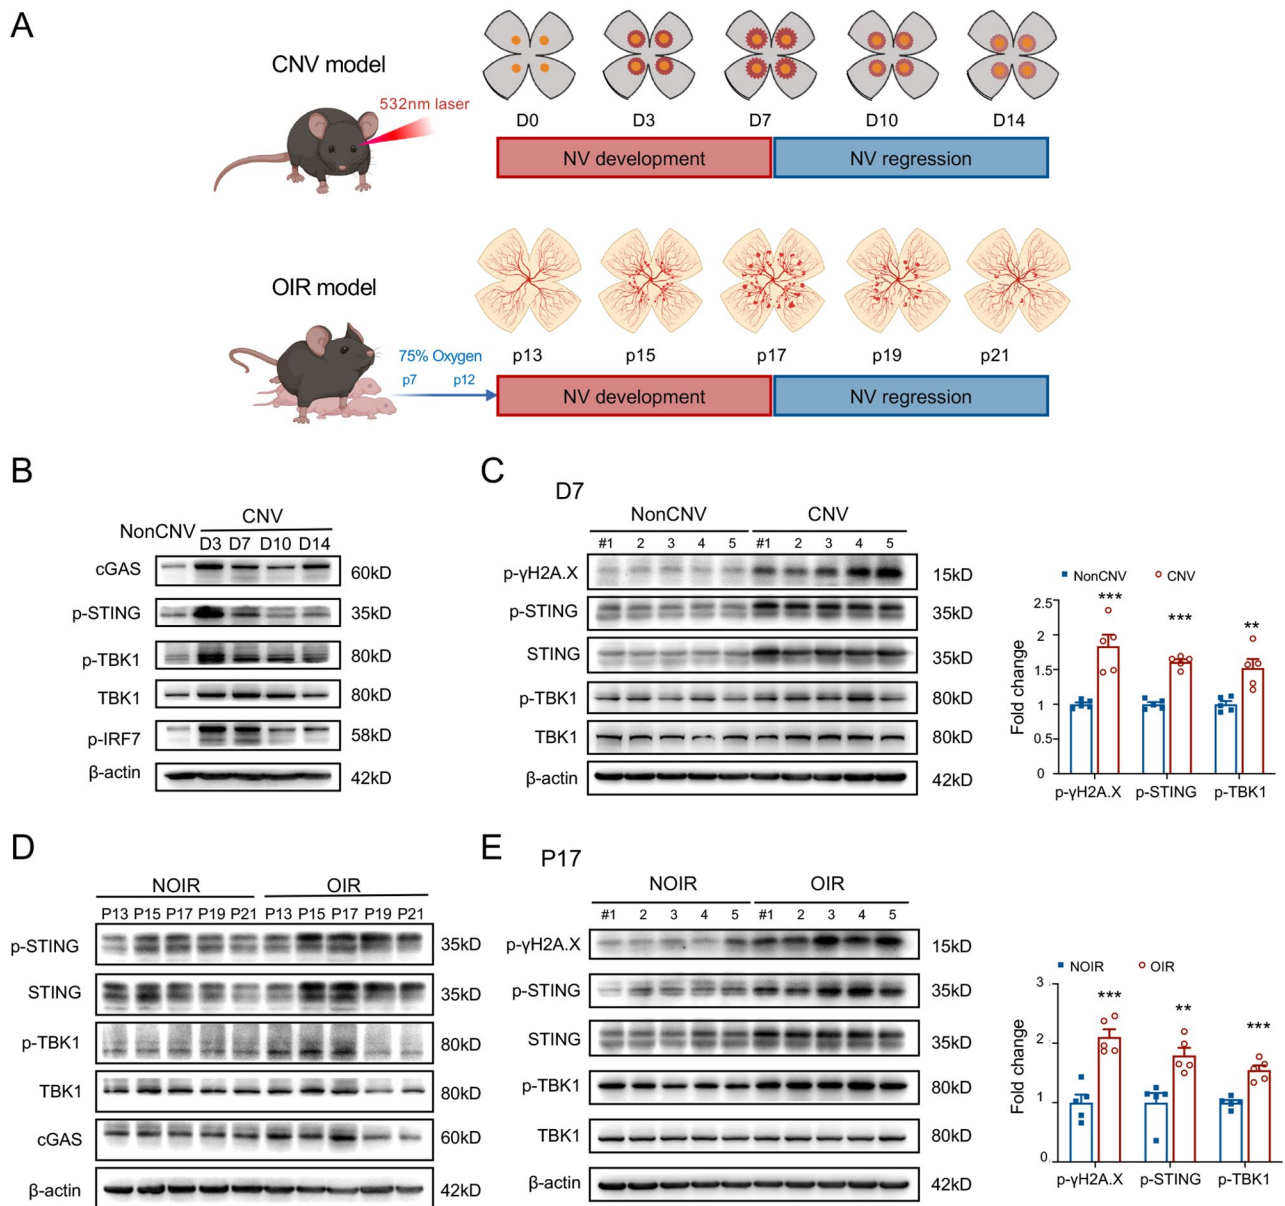 A
CNV model
532nm laser
D0 D3 D7 D10 D14
NV development NV regression
OIR model
75% Oxygen
p7 p12
p13 p15 p17 p19 p21
NV development NV regression
B
NonCNV CNV
D3 D7 D10 D14
cGAS 60kD
p-STING 35kD
p-TBK1 80kD
TBK1 80kD
p-IRF7 58kD
β-actin 42kD
C
D7
NonCNV CNV
#1 2 3 4 5 #1 2 3 4 5
p-γH2A.X 15kD
p-STING 35kD
STING 35kD
p-TBK1 80kD
TBK1 80kD
β-actin 42kD
NonCNV CNV
*** *** **
Fold change
2.5
2
1.5
1
0.5
0
p-γH2A.X p-STING p-TBK1
D
NOIR OIR
P13 P15 P17 P19 P21 P13 P15 P17 P19 P21
p-STING 35kD
STING 35kD
p-TBK1 80kD
TBK1 80kD
cGAS 60kD
β-actin 42kD
E
P17
NOIR OIR
#1 2 3 4 5 #1 2 3 4 5
p-γH2A.X 15kD
p-STING 35kD
STING 35kD
p-TBK1 80kD
TBK1 80kD
β-actin 42kD
NOIR OIR
*** ** ***
Fold change
3
2
1
0
p-γH2A.X p-STING p-TBK1